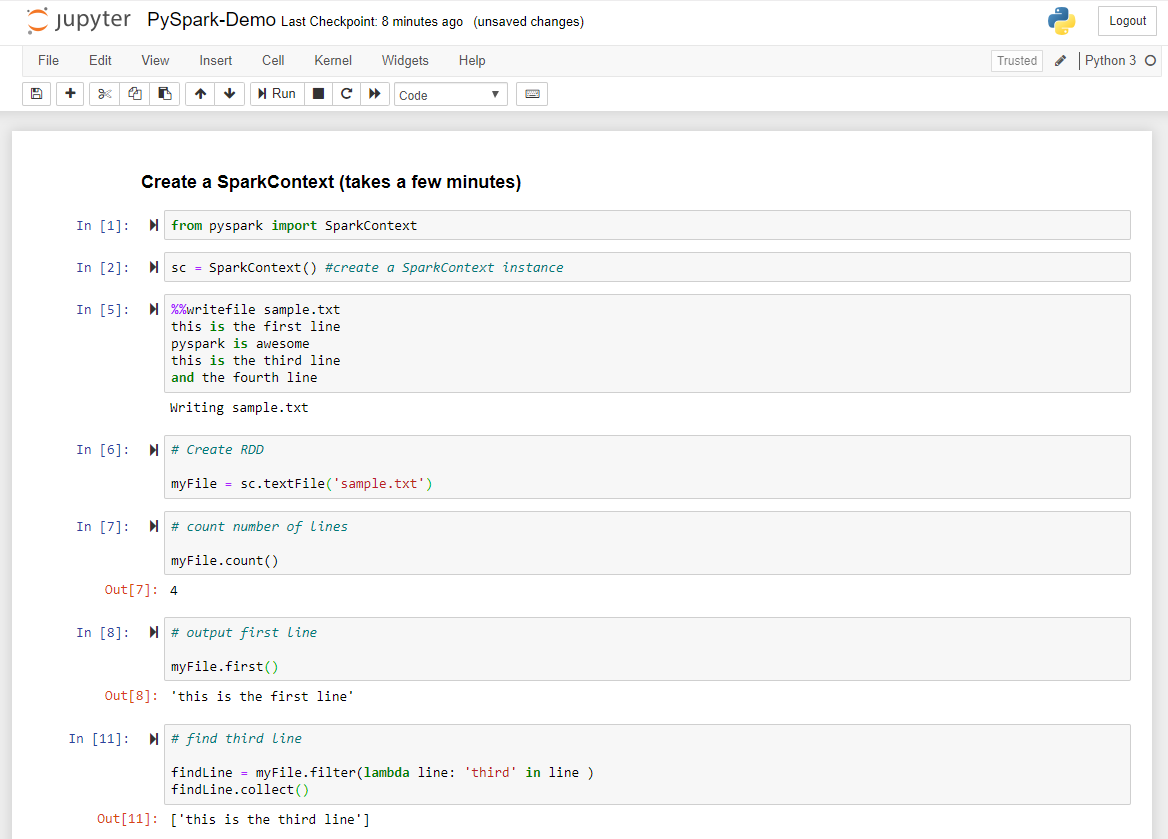 jupyter PySpark-Demo Last Checkpoint: 8 minutes ago (unsaved changes) Logout
File Edit View Insert Cell Kernel Widgets Help Trusted Python 3
Run Code
Create a SparkContext (takes a few minutes)
In [1]: from pyspark import SparkContext
In [2]: sc = SparkContext() #create a SparkContext instance
In [5]: %%writefile sample.txt
this is the first line
pyspark is awesome
this is the third line
and the fourth line
Writing sample.txt
In [6]: # Create RDD
myFile = sc.textFile('sample.txt')
In [7]: # count number of lines
myFile.count()
Out[7]: 4
In [8]: # output first line
myFile.first()
Out[8]: 'this is the first line'
In [11]: # find third line
findLine = myFile.filter(lambda line: 'third' in line )
findLine.collect()
Out[11]: ['this is the third line']